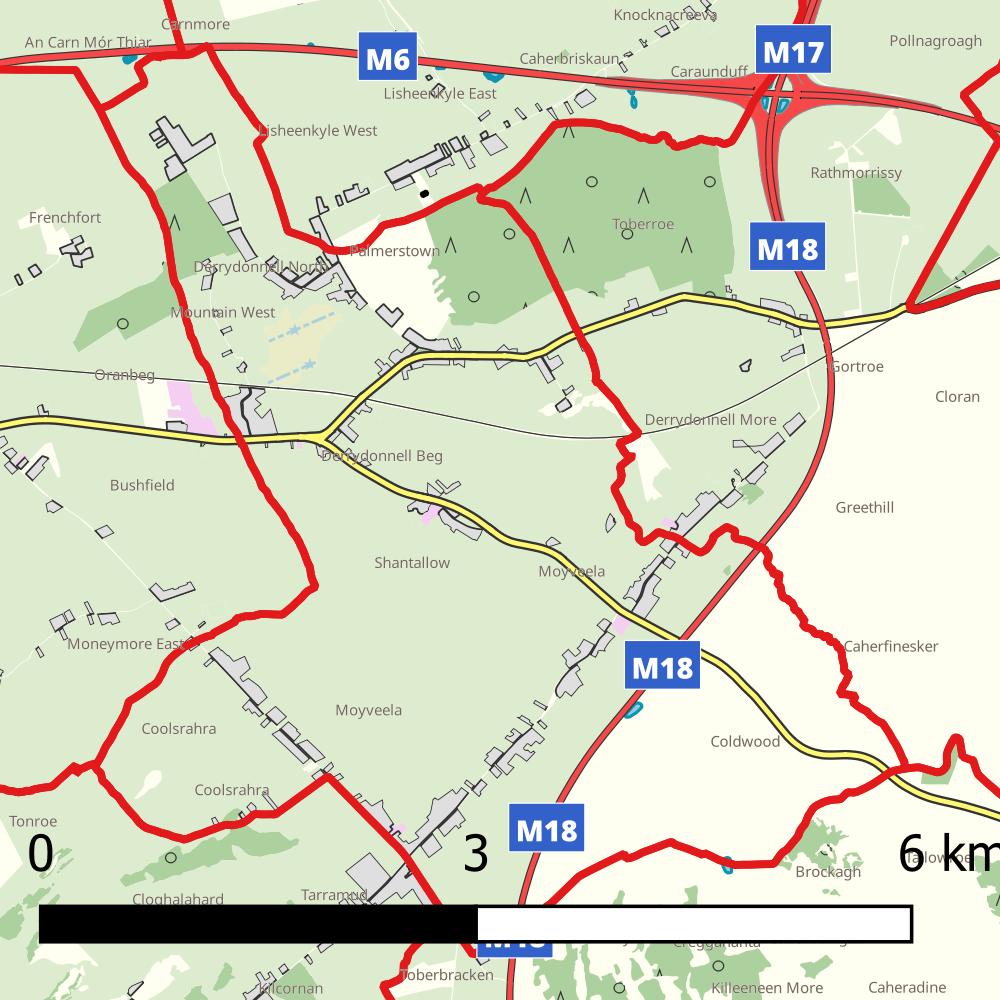 Carnmore
Knocknacreeva
An Carn Mór Thiar
M6
M17
Pollnagroagh
Caherbriskaun
Caraunduff
Lisheenkyle East
Lisheenkyle West
Rathmorrissy
Frenchfort
Toberroe
Palmerstown
M18
Derrydonnell North
Mountain West
Oranbeg
Gortroe
Cloran
Derrydonnell More
Derrydonnell Beg
Bushfield
Greethill
Shantallow
Moyveela
Moneymore East
Caherfinesker
M18
Moyveela
Coolsrahra
Coldwood
Coolsrahra
Tonroe
M18
0 3 6 km
Brockagh
Cloghalahard
Tarramud
M18
Toberbracken
Kilcornan
Killeeneen More
Caheradine